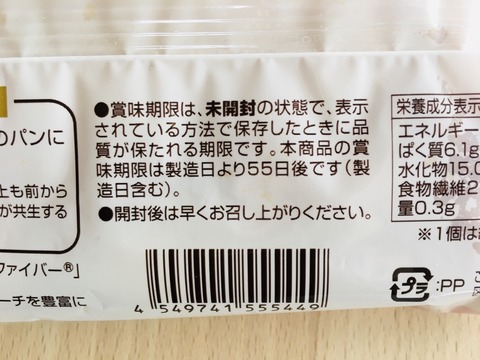 のパンに
上も前から
が共生する
ファイバー®」
ーチを豊富に
●賞味期限は、未開封の状態で、表示
されている方法で保存したときに品
質が保たれる期限です。本商品の賞
味期限は製造日より55日後です（製
造日含む）。
●開封後は早くお召し上がりください。
4 549741 555449
栄養成分表示
エネルギー
ぱく質6.1g
水化物15.0
食物繊維2
量0.3g
※1個は
プラ :PP